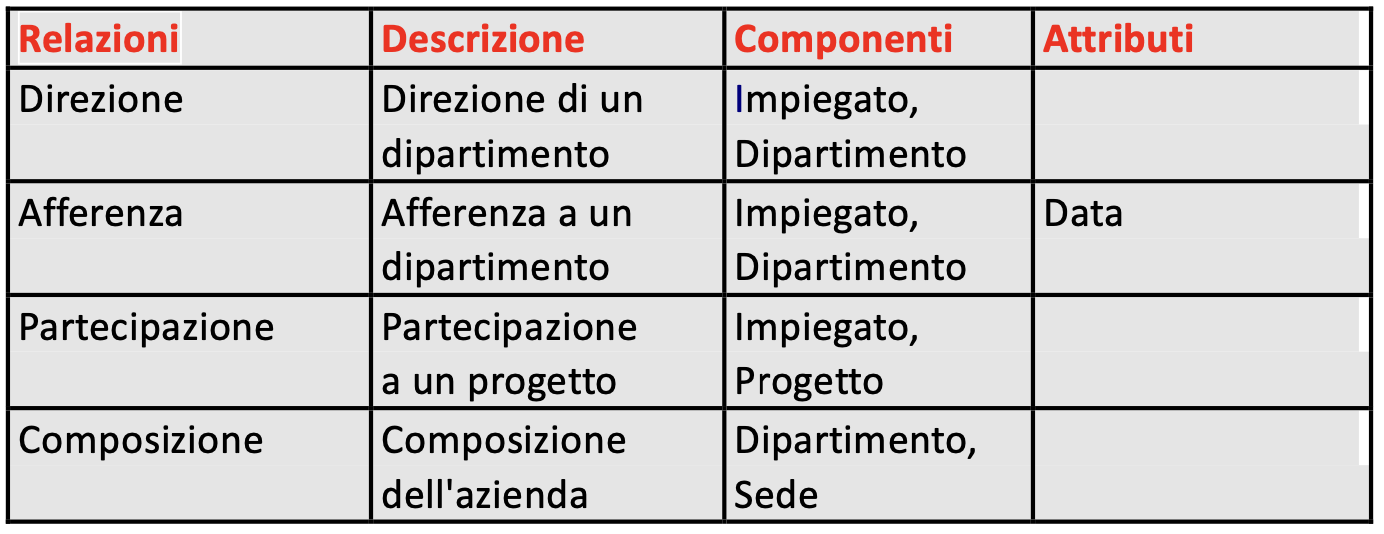 Relazioni Descrizione Componenti Attributi
Direzione Direzione di un Impiegato,
dipartimento Dipartimento
Afferenza Afferenza a un Impiegato, Data
dipartimento Dipartimento
Partecipazione Partecipazione Impiegato,
a un progetto Progetto
Composizione Composizione Dipartimento,
dell'azienda Sede